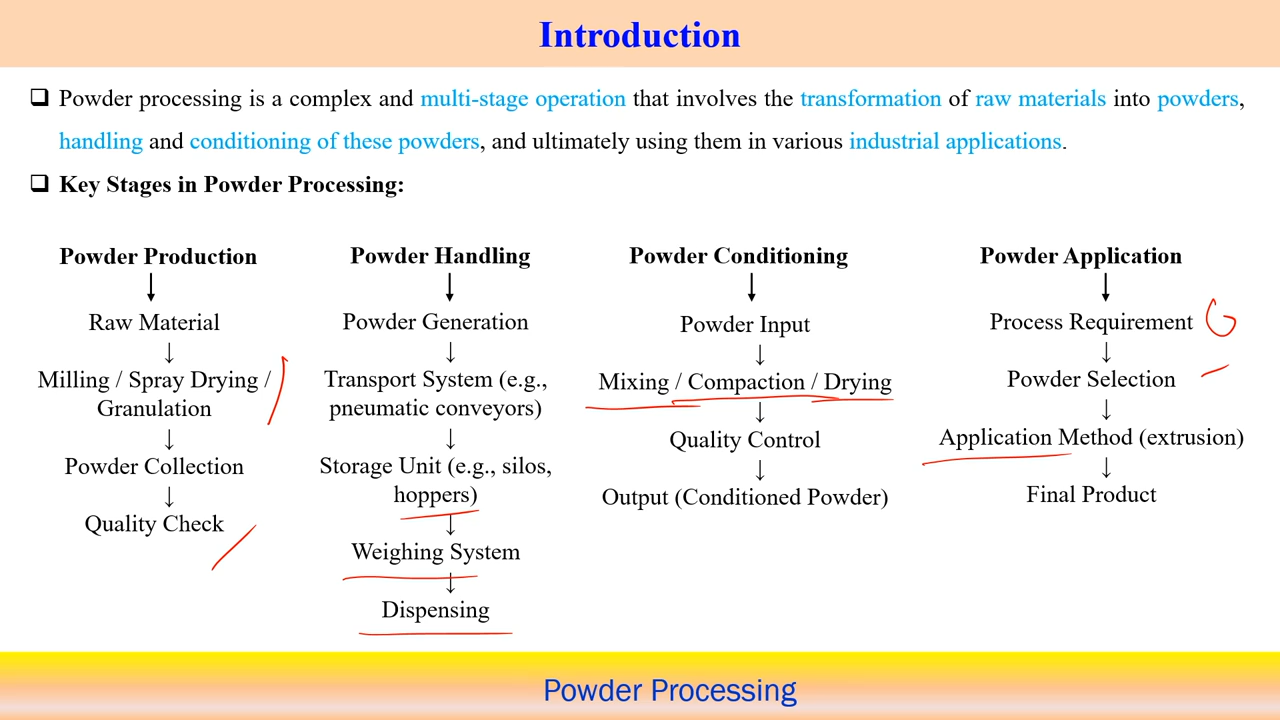 Introduction
❑ Powder processing is a complex and multi-stage operation that involves the transformation of raw materials into powders,
handling and conditioning of these powders, and ultimately using them in various industrial applications.
❑ Key Stages in Powder Processing:
Powder Production
↓
Raw Material
↓
Milling / Spray Drying /
Granulation
↓
Powder Collection
↓
Quality Check
Powder Handling
↓
Powder Generation
↓
Transport System (e.g.,
pneumatic conveyors)
↓
Storage Unit (e.g., silos,
hoppers)
↓
Weighing System
↓
Dispensing
Powder Conditioning
↓
Powder Input
↓
Mixing / Compaction / Drying
↓
Quality Control
↓
Output (Conditioned Powder)
Powder Application
↓
Process Requirement
↓
Powder Selection
↓
Application Method (extrusion)
↓
Final Product
Powder Processing